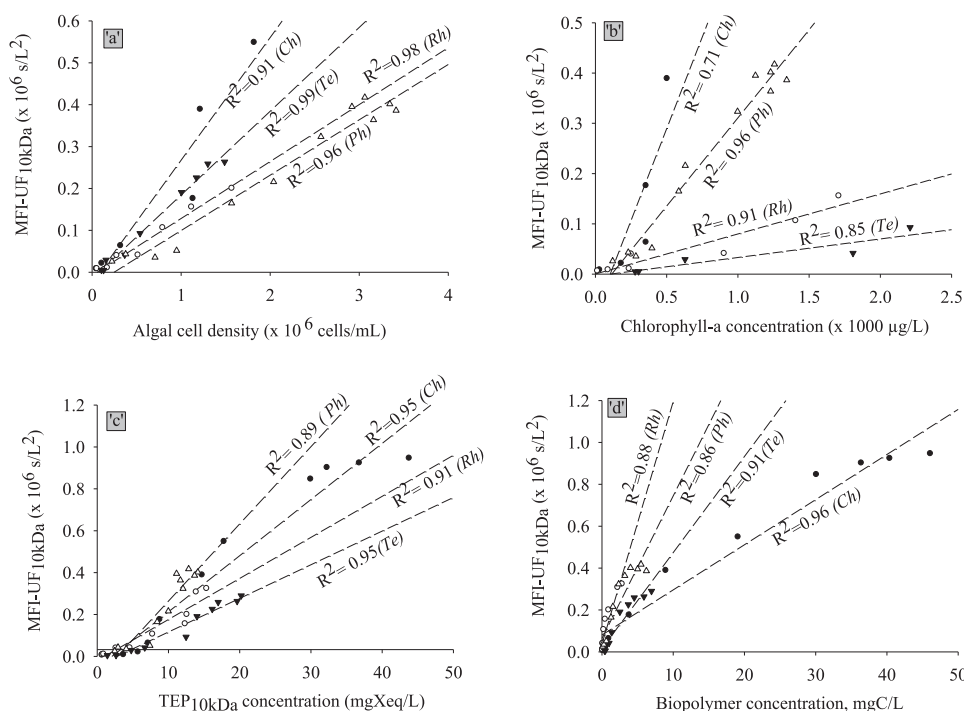 'a'
MFI-UF10kDa (x 10^6 s/L^2)
0.6
0.5
0.4
0.3
0.2
0.1
0.0
R^2=0.91 (Ch)
R^2=0.99(Te)
R^2=0.98 (Rh)
R^2=0.96 (Ph)
0 1 2 3 4
Algal cell density (x 10^6 cells/mL)
'b'
MFI-UF10kDa (x 10^6 s/L^2)
0.5
0.4
0.3
0.2
0.1
0.0
R^2=0.71 (Ch)
R^2=0.96 (Ph)
R^2=0.91 (Rh)
R^2=0.85 (Te)
0.0 0.5 1.0 1.5 2.0 2.5
Chlorophyll-a concentration (x 1000 µg/L)
'c'
MFI-UF10kDa (x 10^6 s/L^2)
1.2
1.0
0.8
0.6
0.4
0.2
0.0
R^2=0.89 ( Ph)
R^2=0.95 (Ch)
R^2=0.91 (Rh)
R^2=0.95(Te)
0 10 20 30 40 50
TEP10kDa concentration (mgXeq/L)
'd'
MFI-UF10kDa (x 10^6 s/L^2)
1.2
1.0
0.8
0.6
0.4
0.2
0.0
R^2=0.88 (Rh)
R^2=0.86 (Ph)
R^2=0.91(Te)
R^2=0.96 (Ch)
0 10 20 30 40 50
Biopolymer concentration, mgC/L